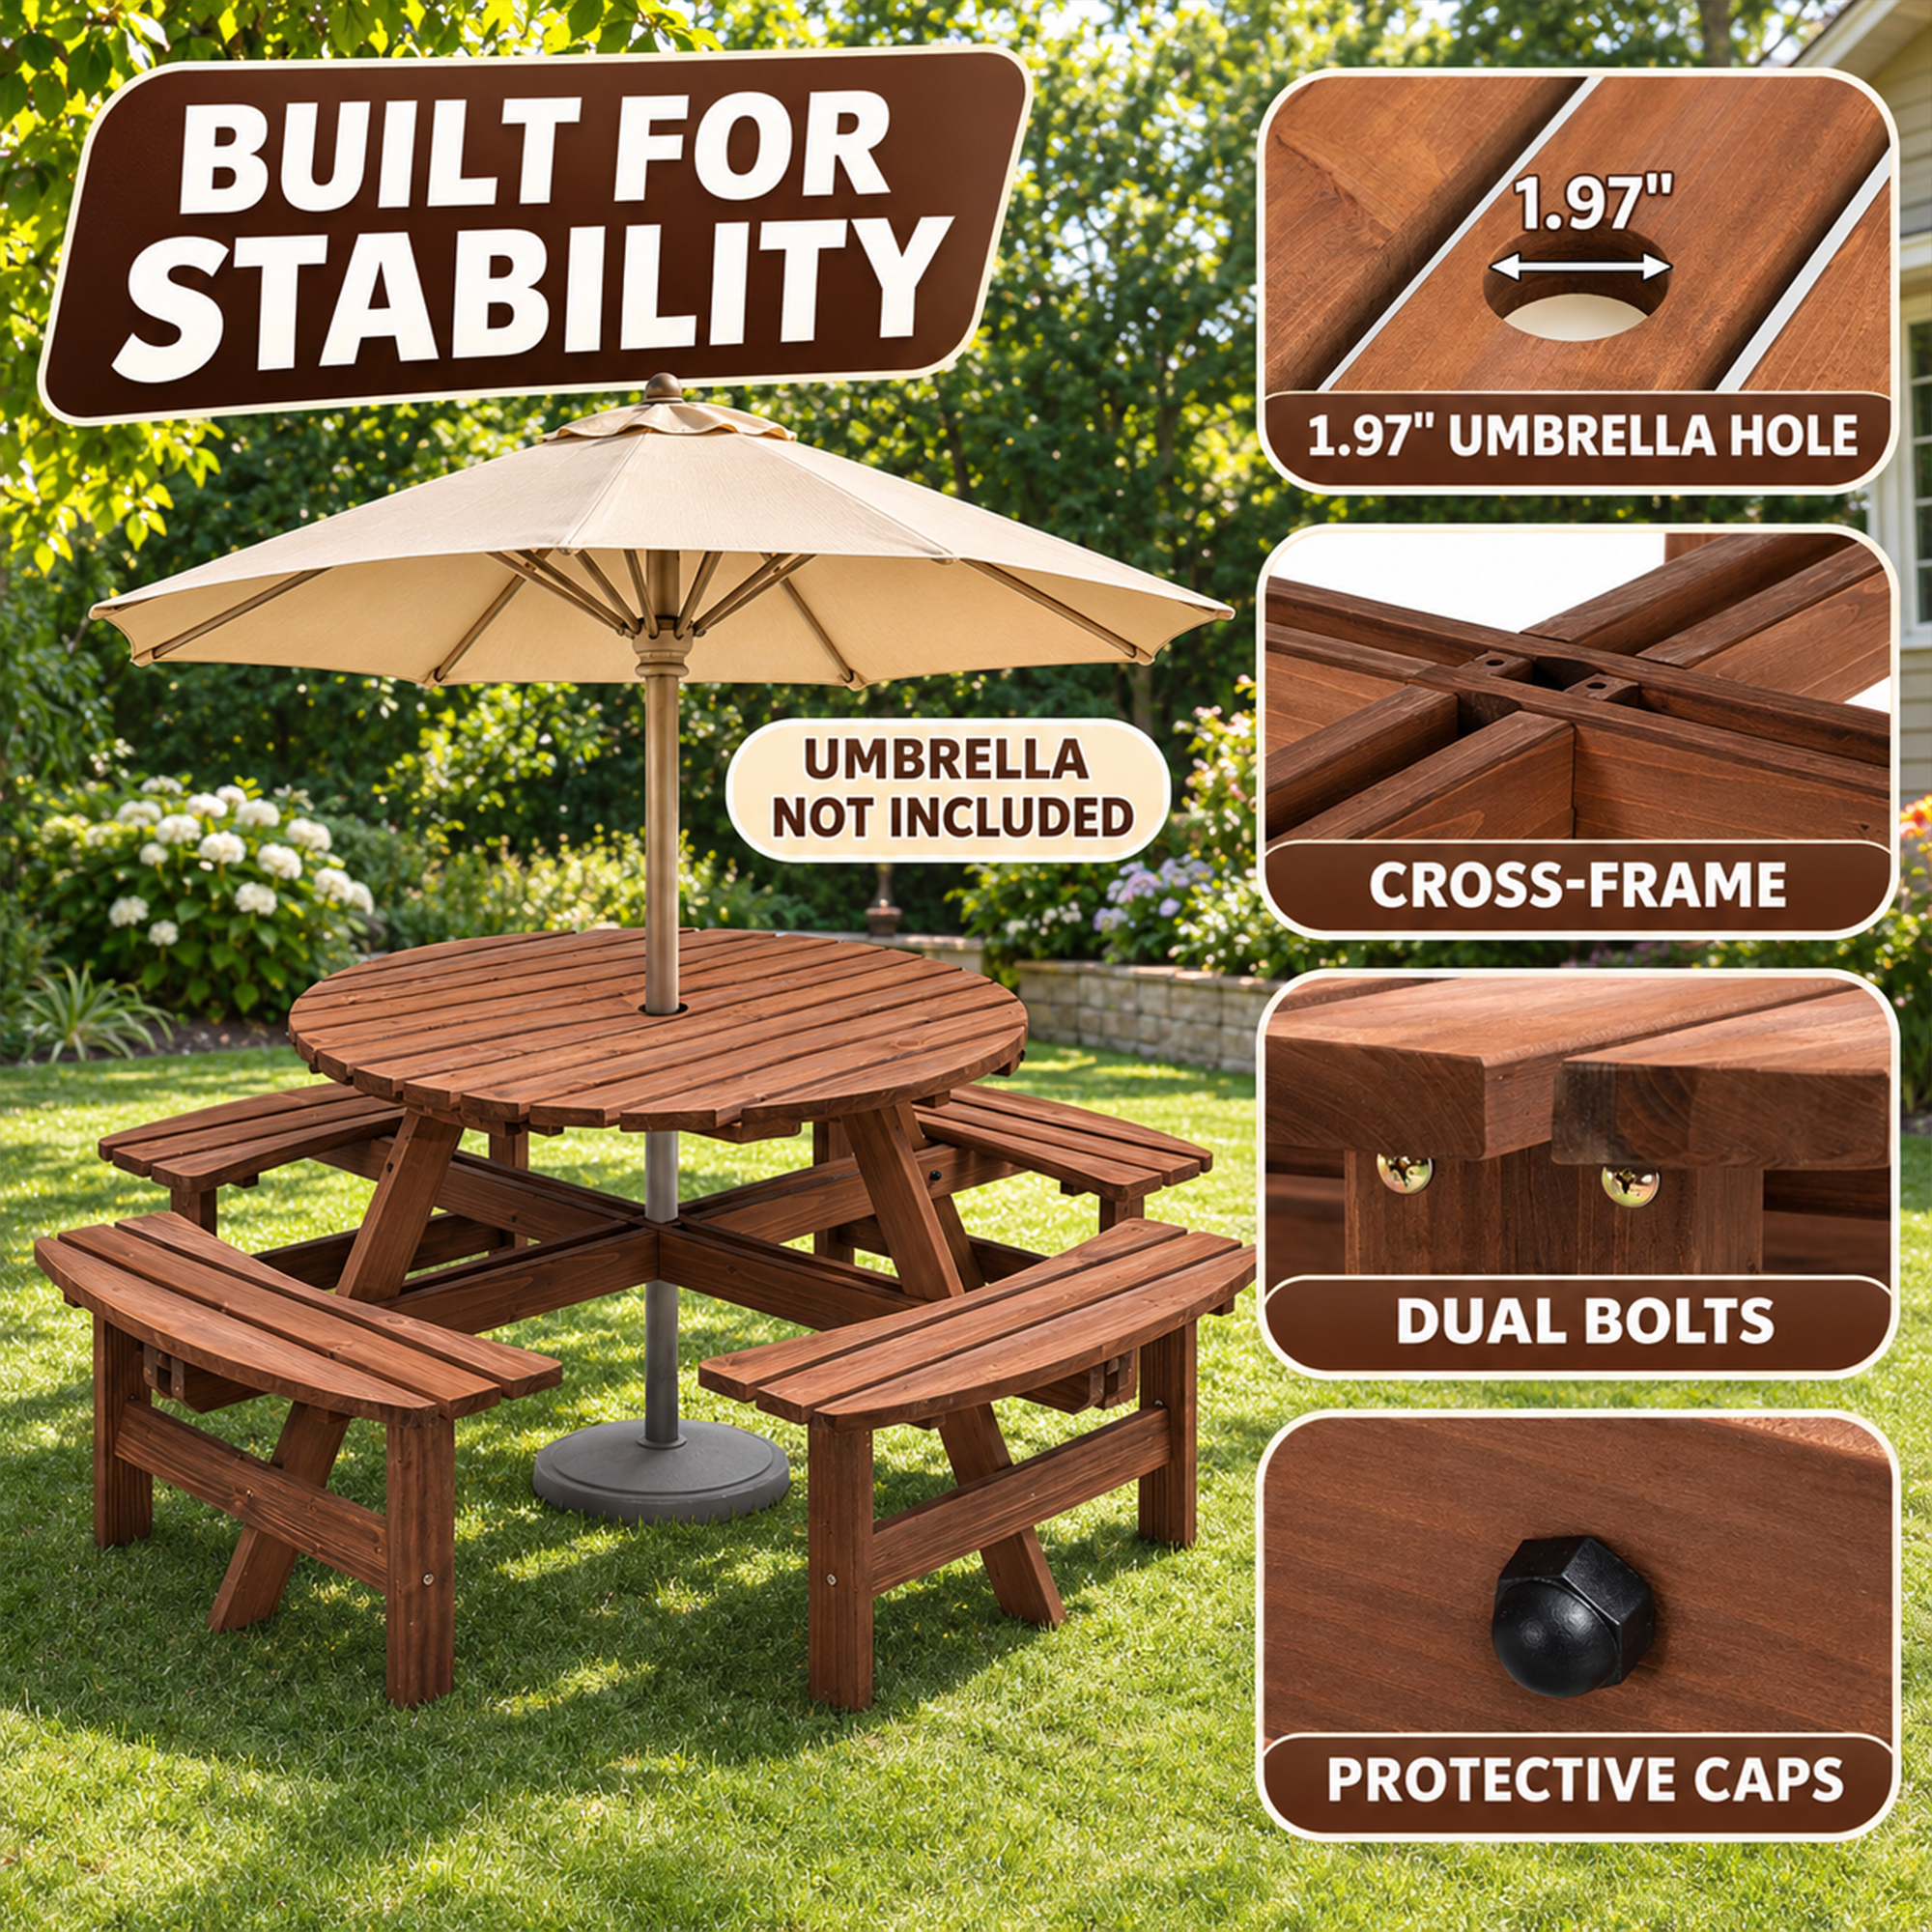 BUILT FOR
STABILITY
UMBRELLA
NOT INCLUDED
1.97"
1.97" UMBRELLA HOLE
CROSS-FRAME
DUAL BOLTS
PROTECTIVE CAPS